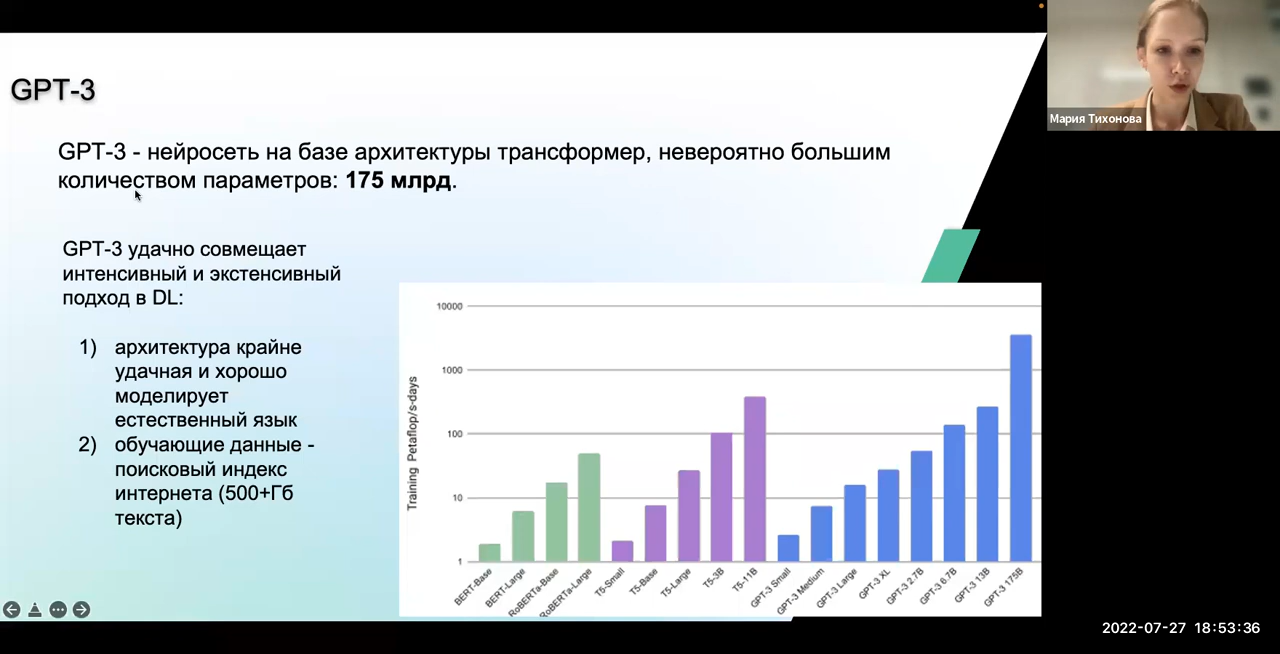 GPT-3
GPT-3 - нейросеть на базе архитектуры трансформер, невероятно большим
количеством параметров: 175 млрд.
GPT-3 удачно совмещает
интенсивный и экстенсивный
подход в DL:
1) архитектура крайне
удачная и хорошо
моделирует
естественный язык
2) обучающие данные -
поисковый индекс
интернета (500+Гб
текста)
Training Petaflop/s-days
10000
1000
100
10
1
BERT-Base
BERT-Large
RoBERTa-Base
RoBERTa-Large
T5-Small
T5-Base
T5-Large
T5-3B
T5-11B
GPT-3 Small
GPT-3 Medium
GPT-3 Large
GPT-3 XL
GPT-3 2.7B
GPT-3 6.7B
GPT-3 13B
GPT-3 175B
Мария Тихонова
2022-07-27 18:53:36